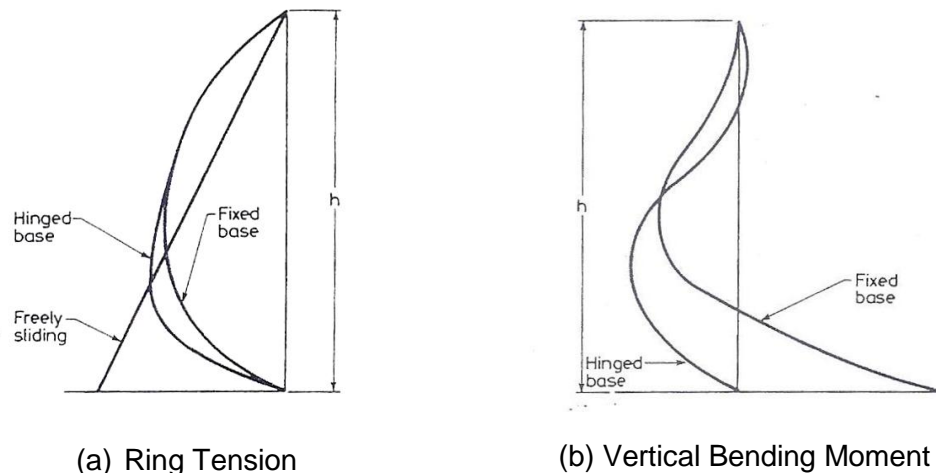 h
Hinged
base
Fixed
base
Freely
sliding
(a) Ring Tension
h
Fixed
base
Hinged
base
(b) Vertical Bending Moment